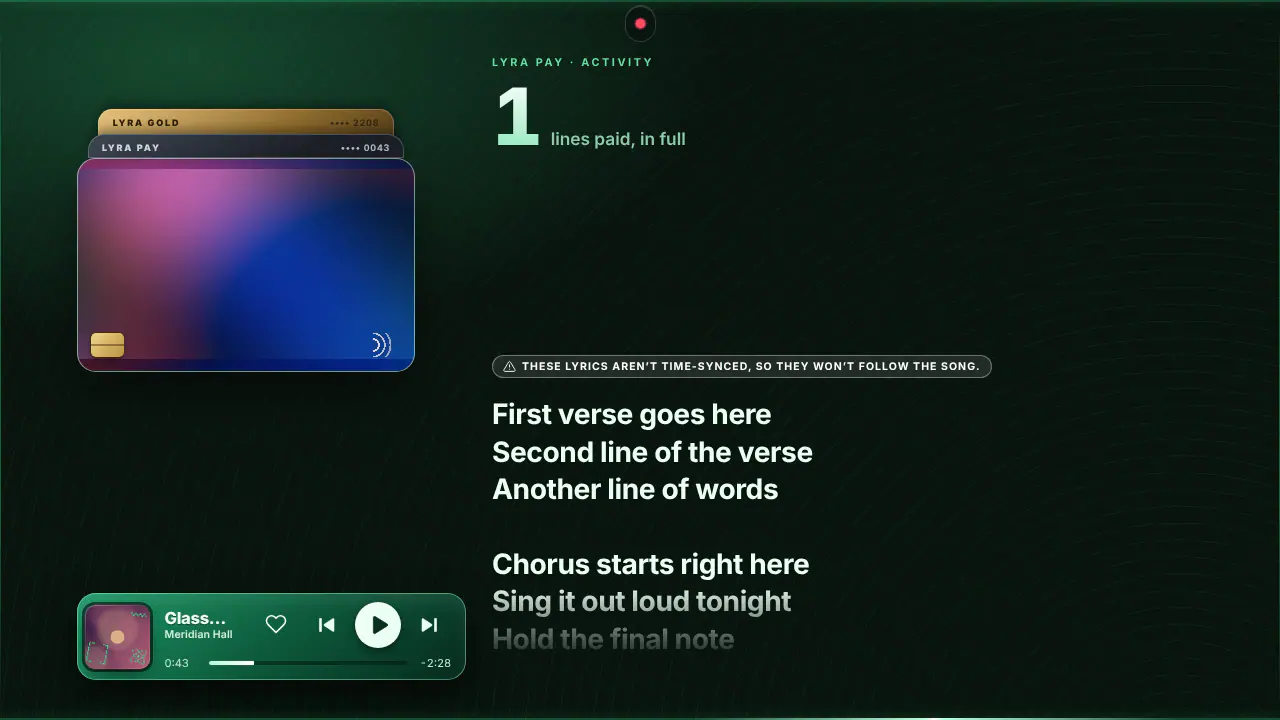 LYRA PAY · ACTIVITY
1 lines paid, in full
LYRA GOLD •••• 2208
LYRA PAY •••• 0043
THESE LYRICS AREN’T TIME-SYNCED, SO THEY WON’T FOLLOW THE SONG.
First verse goes here
Second line of the verse
Another line of words
Chorus starts right here
Sing it out loud tonight
Hold the final note
Glass…
Meridian Hall
0:43 -2:28